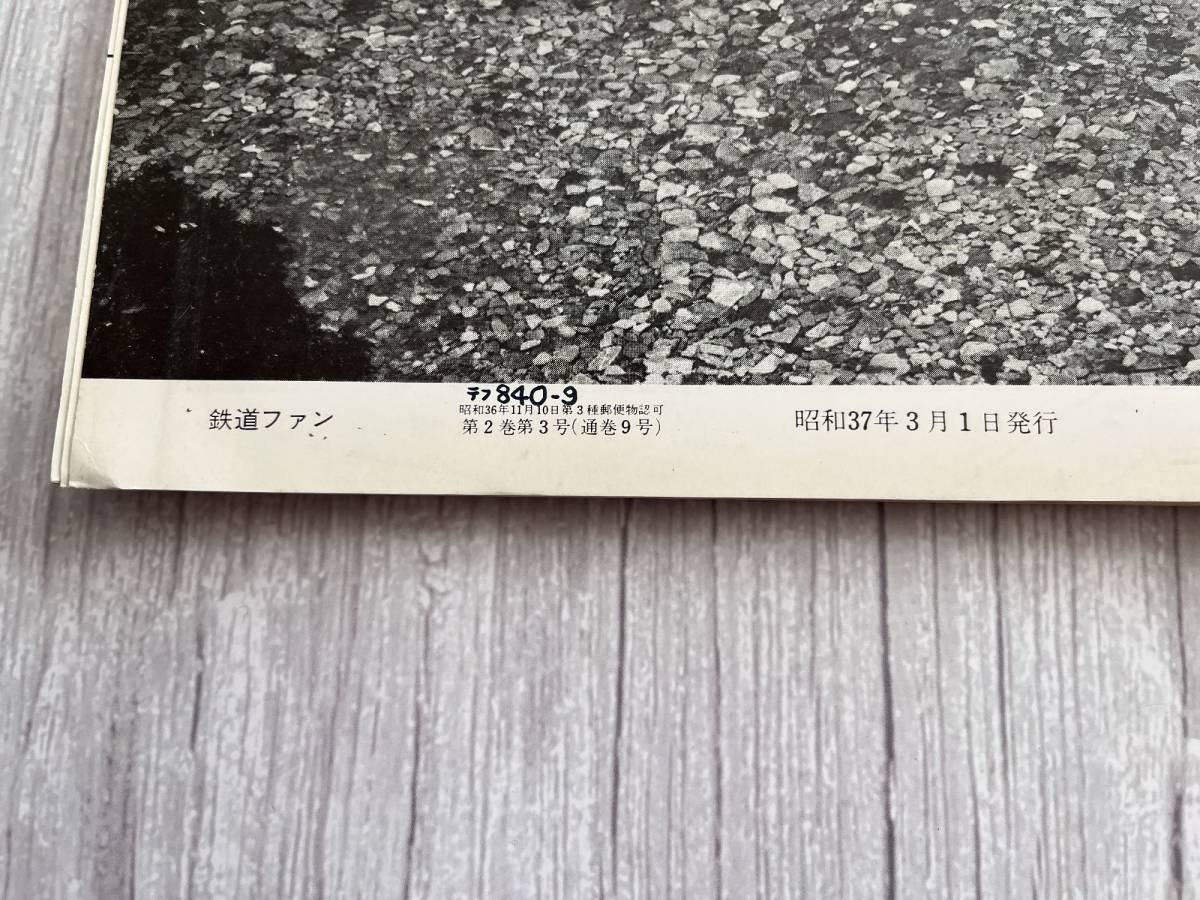 テフ840-9
昭和36年11月10日第3種郵便物認可
鉄道ファン
第2巻第3号(通巻9号)
昭和37年3月1日発行